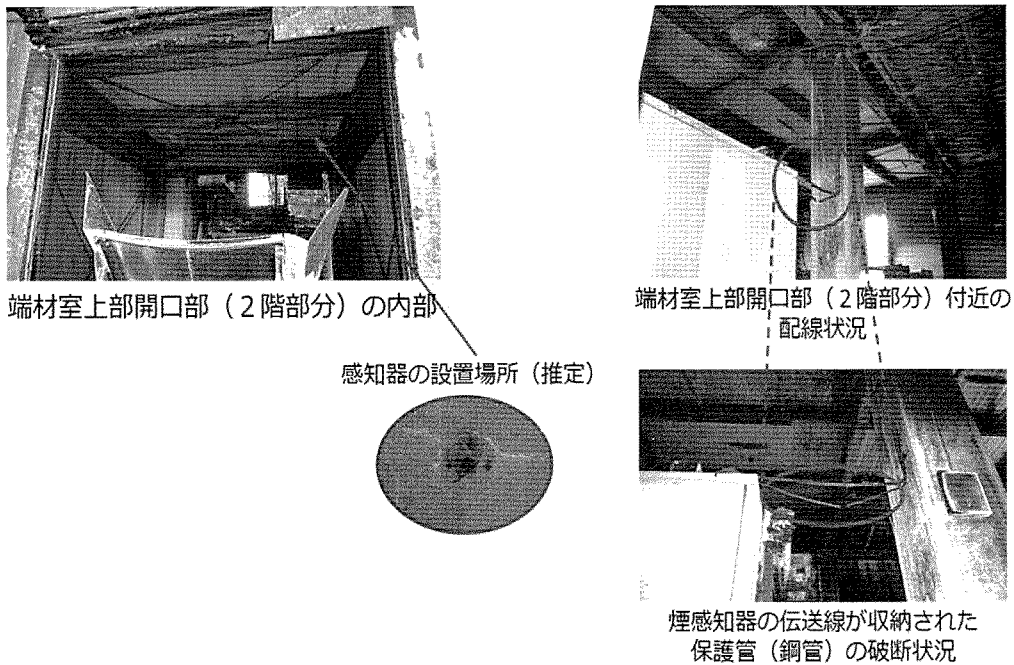 端材室上部開口部（２階部分）の内部
端材室上部開口部（２階部分）付近の
配線状況
感知器の設置場所（推定）
煙感知器の伝送線が収納された
保護管（鋼管）の破断状況